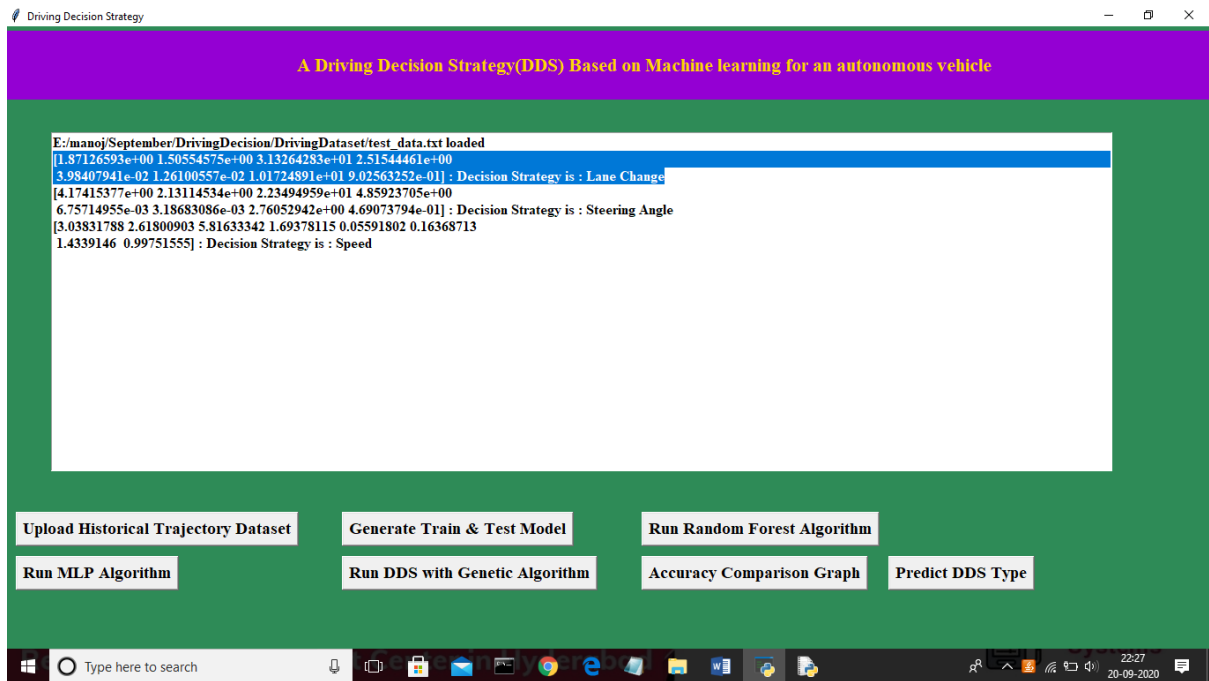 Driving Decision Strategy
A Driving Decision Strategy(DDS) Based on Machine learning for an autonomous vehicle
E:/manoj/September/DrivingDecision/DrivingDataset/test_data.txt loaded
[1.87126593e+00 1.50554575e+00 3.13264283e+01 2.51544461e+00
3.98407941e-02 1.26100557e-02 1.01724891e+01 9.02563252e-01] : Decision Strategy is : Lane Change
[4.17415377e+00 2.13114534e+00 2.23494959e+01 4.85923705e+00
6.75714955e-03 3.18683086e-03 2.76052942e+00 4.69073794e-01] : Decision Strategy is : Steering Angle
[3.03831788 2.61800903 5.81633342 1.69378115 0.05591802 0.16368713
1.4339146 0.99751555] : Decision Strategy is : Speed
Upload Historical Trajectory Dataset
Generate Train & Test Model
Run Random Forest Algorithm
Run MLP Algorithm
Run DDS with Genetic Algorithm
Accuracy Comparison Graph
Predict DDS Type
Type here to search
22:27
20-09-2020